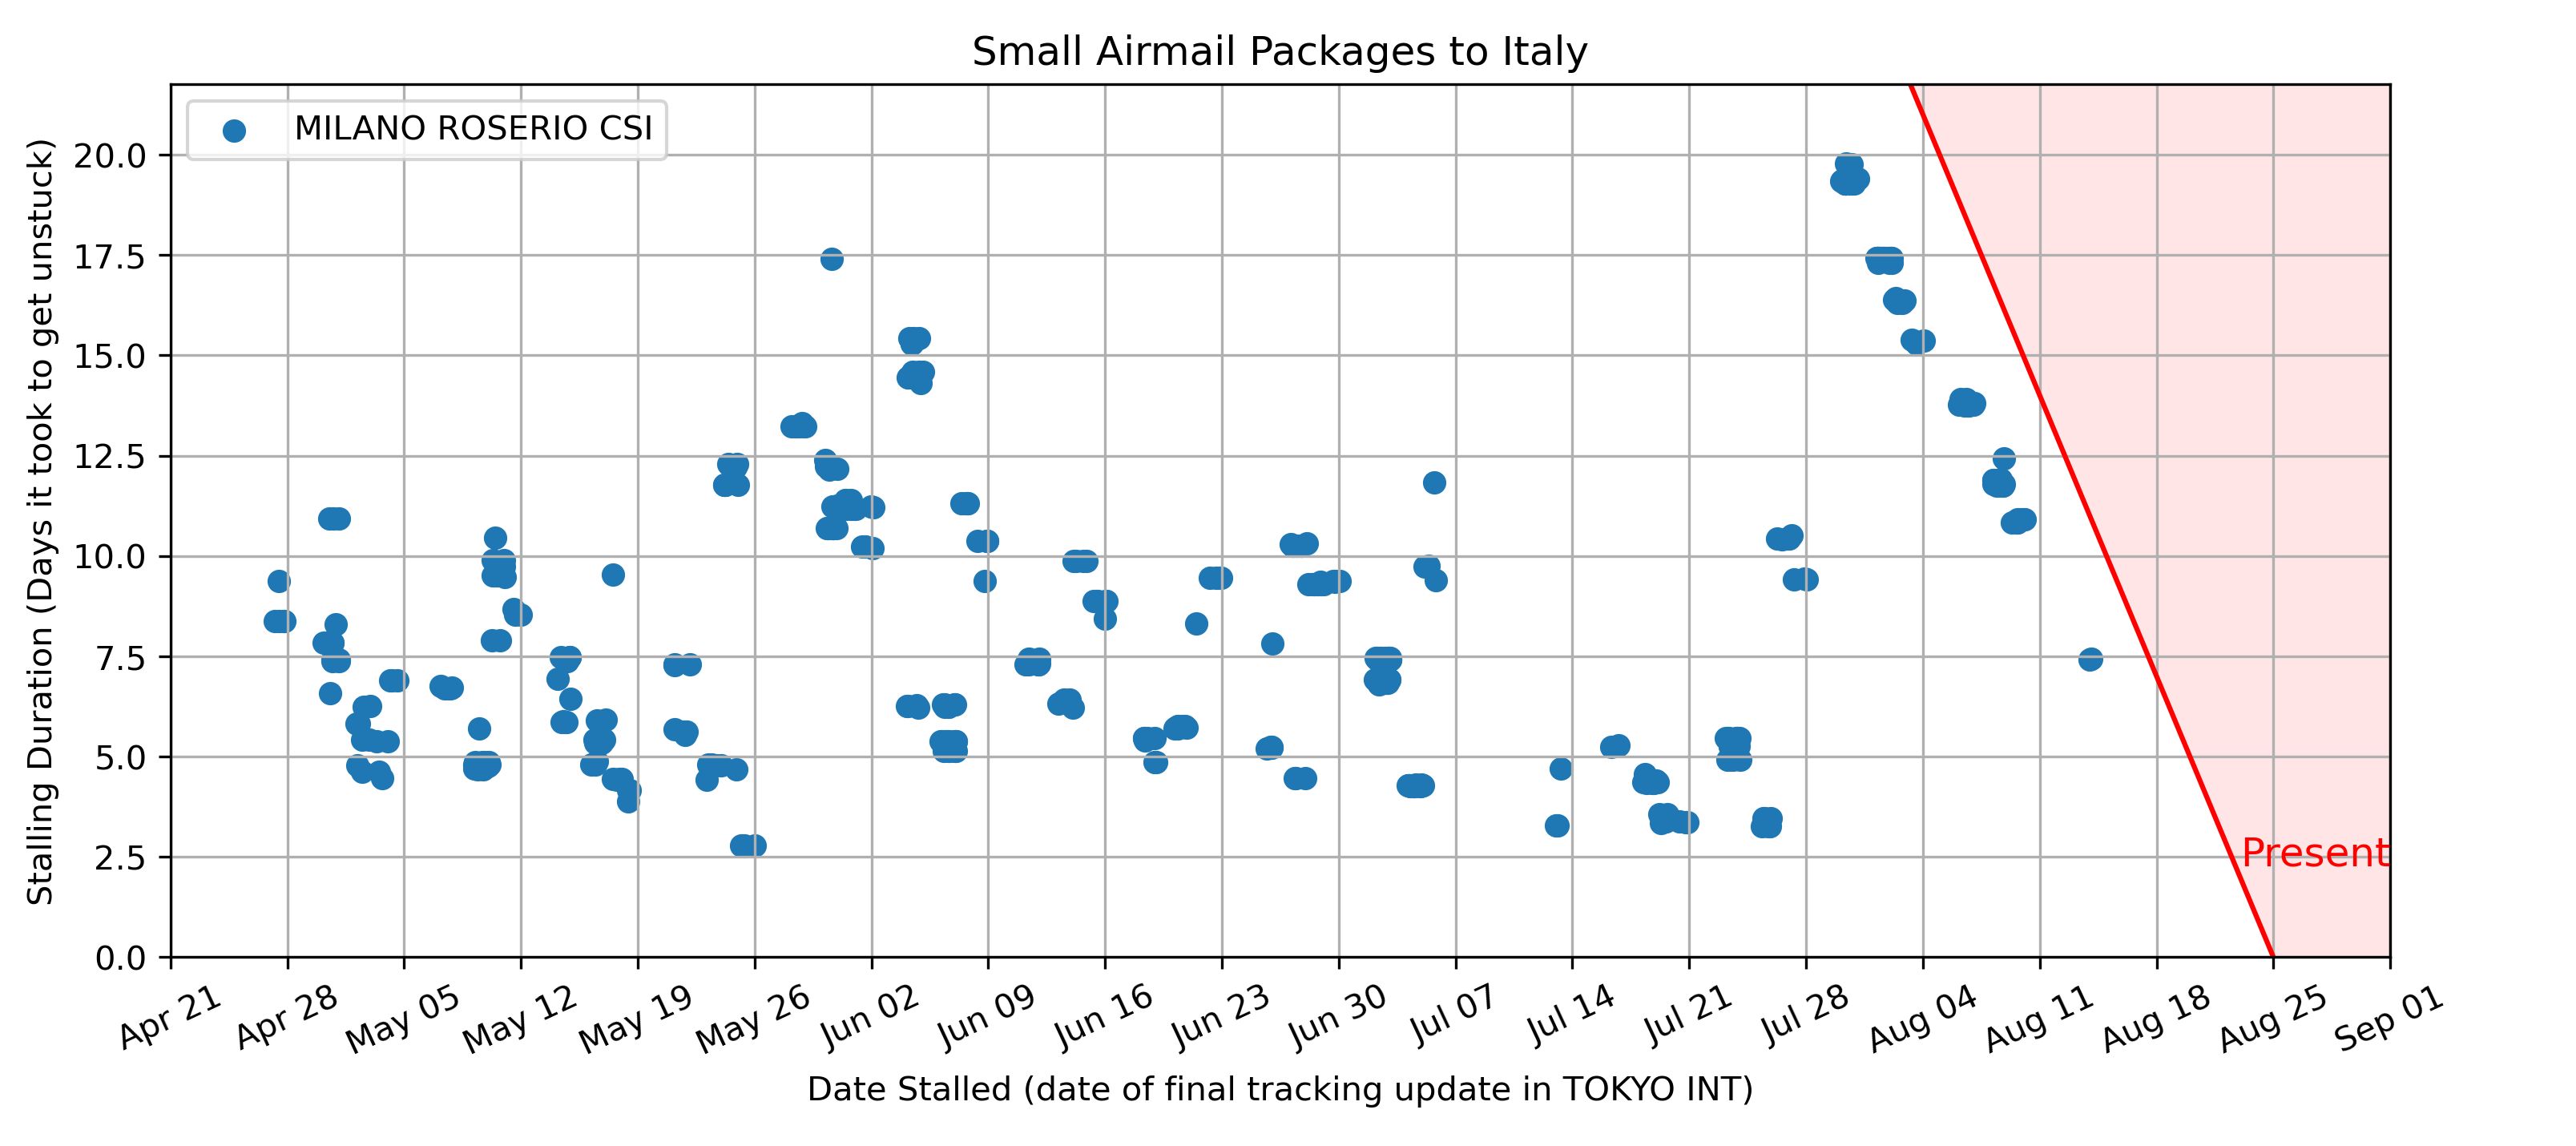 Small Airmail Packages to Italy
MILANO ROSERIO CSI
Stalling Duration (Days it took to get unstuck)
20.0
17.5
15.0
12.5
10.0
7.5
5.0
2.5
0.0
Present
Apr 21
Apr 28
May 05
May 12
May 19
May 26
Jun 02
Jun 09
Jun 16
Jun 23
Jun 30
Jul 07
Jul 14
Jul 21
Jul 28
Aug 04
Aug 11
Aug 18
Aug 25
Sep 01
Date Stalled (date of final tracking update in TOKYO INT)